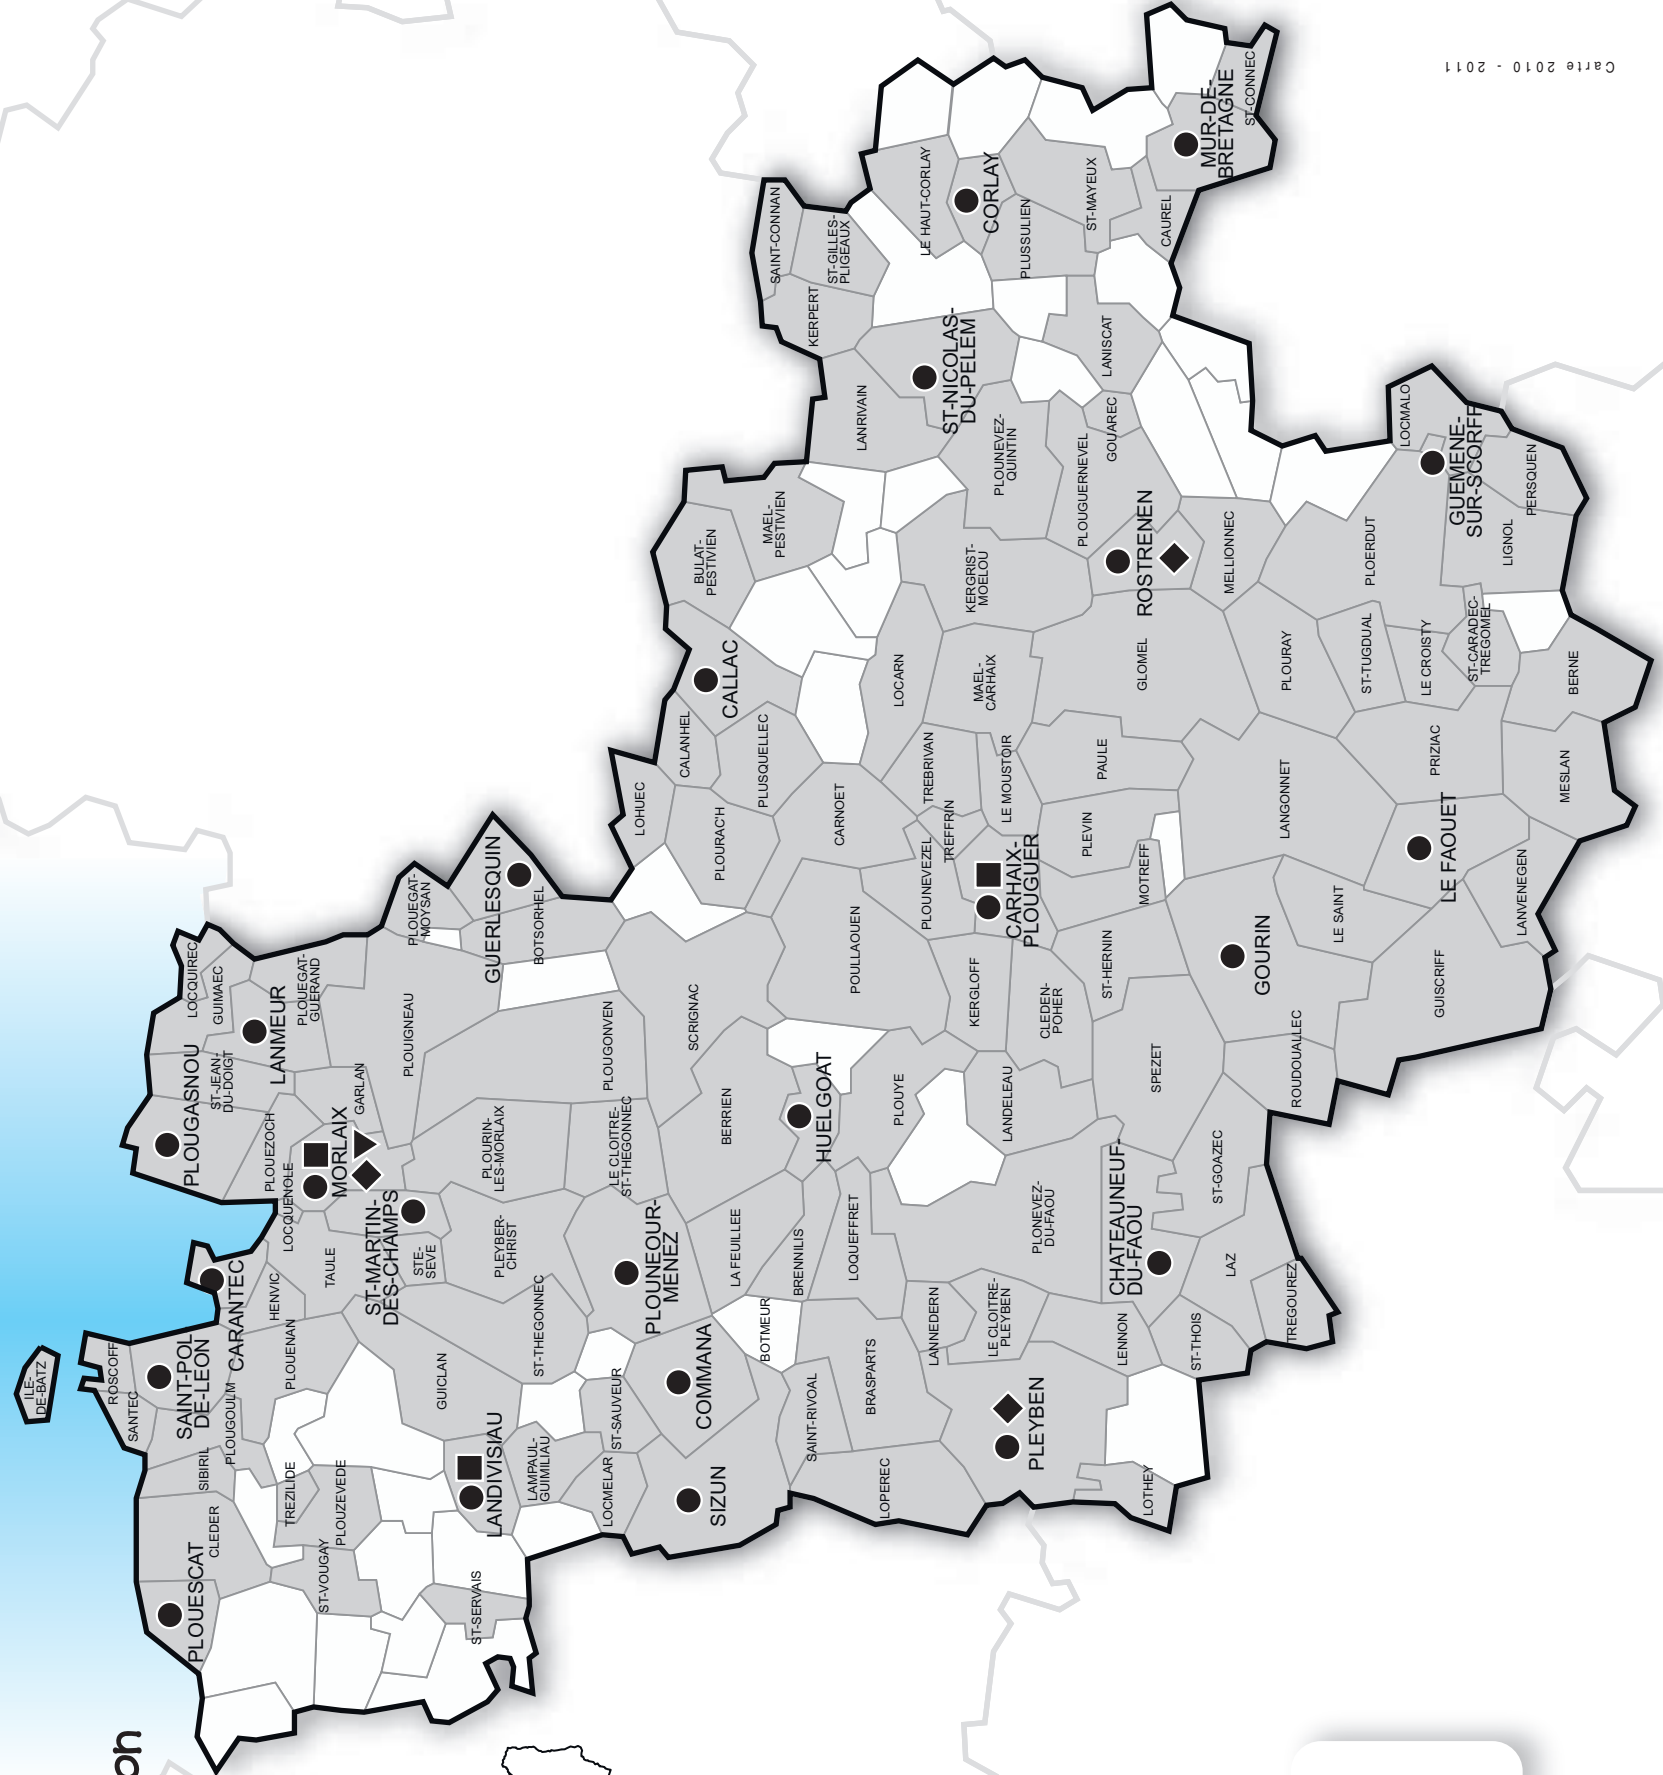 Carte 2010 - 2011
on
ILE-
DE-BATZ
ROSCOFF
SANTEC
SAINT-POL
DE-LEON
CARANTEC
PLOUGOULM
SIBIRIL
CLEDER
PLOUESCAT
TREZILIDE
PLOUZEVEDE
ST-VOUGAY
ST-SERVAIS
PLOUENAN
HENVIC
TAULE
LOCQUENOLE
PLOUEZOCH
PLOUGASNOU
ST-JEAN-
DU-DOIGT
LOCQUIREC
GUIMAEC
LANMEUR
PLOUEGAT-
GUERAND
GARLAN
MORLAIX
ST-MARTIN-
DES-CHAMPS
STE-
SEVE
PLOUIGNEAU
PLOUEGAT-
MOYSAN
GUERLESQUIN
BOTSORHEL
PLOURIN-
LES-MORLAIX
PLEYBER-
CHRIST
ST-THEGONNEC
GUICLAN
LANDIVISIAU
LAMPAUL-
GUIMILIAU
LOCMELAR
ST-SAUVEUR
SIZUN
COMMANA
PLOUNEOUR-
MENEZ
LE CLOITRE-
ST-THEGONNEC
PLOUGONVEN
LOHUEC
CALANHEL
PLOURAC'H
PLUSQUELLEC
CALLAC
BULAT-
PESTIVIEN
MAEL-
PESTIVIEN
SCRIGNAC
BERRIEN
LA FEUILLEE
BOTMEUR
BRENNILIS
HUELGOAT
LOQUEFFRET
SAINT-RIVOAL
BRASPARTS
LOPEREC
PLOUYE
POULLAOUEN
CARNOET
LOCARN
TREBRIVAN
TREFFRIN
PLOUNEVEZEL
LE MOUSTOIR
MAEL-
CARHAIX
CARHAIX-
PLOUGUER
KERGLOFF
CLEDEN-
POHER
LANDELEAU
PLONEVEZ-
DU-FAOU
LANNEDERN
LE CLOITRE-
PLEYBEN
PLEYBEN
LENNON
LOTHEY
CHATEAUNEUF-
DU-FAOU
ST-THOIS
LAZ
TREGOUREZ
ST-GOAZEC
SPEZET
ST-HERNIN
MOTREFF
PLEVIN
PAULE
GLOMEL
ROSTRENEN
KERGRIST-
MOELOU
PLOUNEVEZ-
QUINTIN
PLOUGUERNEVEL
GOUAREC
LANISCAT
ST-NICOLAS-
DU-PELEM
LANRIVAIN
KERPERT
ST-GILLES-
PLIGEAUX
SAINT-CONNAN
LE HAUT-CORLAY
CORLAY
PLUSSULIEN
ST-MAYEUX
CAUREL
MUR-DE-
BRETAGNE
ST-CONNEC
MELLIONNEC
PLOURAY
LANGONNET
GOURIN
ROUDOUALLEC
LE SAINT
GUISCRIFF
LE FAOUET
LANVENEGEN
PRIZIAC
MESLAN
BERNE
ST-TUGDUAL
LE CROISTY
ST-CARADEC-
TREGOMEL
PLOERDUT
LIGNOL
GUEMENE-
SUR-SCORFF
LOCMALO
PERSQUEN